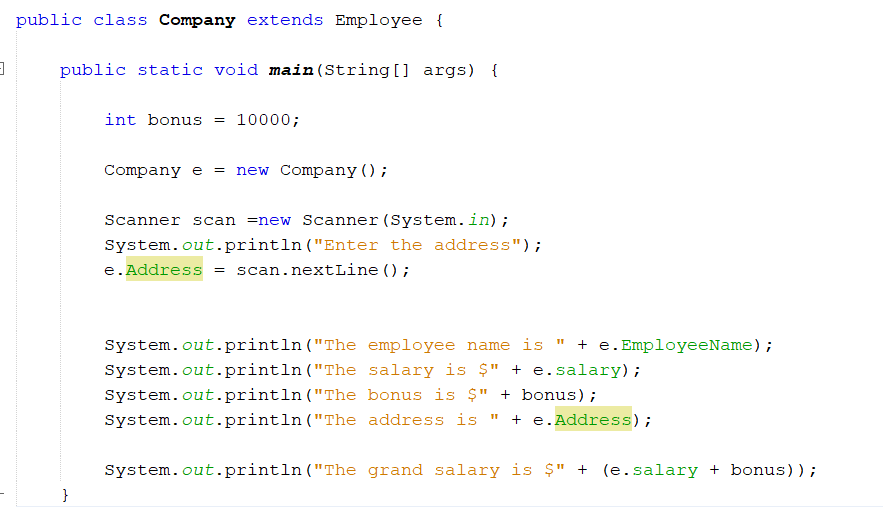 public class Company extends Employee {
public static void main(String[] args) {
int bonus = 10000;
Company e = new Company();
Scanner scan =new Scanner(System.in);
System.out.println("Enter the address");
e.Address = scan.nextLine();
System.out.println("The employee name is " + e.EmployeeName);
System.out.println("The salary is $" + e.salary);
System.out.println("The bonus is $" + bonus);
System.out.println("The address is " + e.Address);
System.out.println("The grand salary is $" + (e.salary + bonus));
}